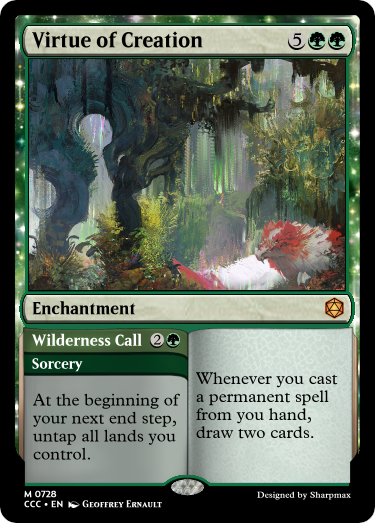 Virtue of Creation 5
Enchantment
Wilderness Call 2
Sorcery
At the beginning of
your next end step,
untap all lands you
control.
Whenever you cast
a permanent spell
from you hand,
draw two cards.
M 0728
CCC • EN Geoffrey Ernault
Designed by Sharpmax